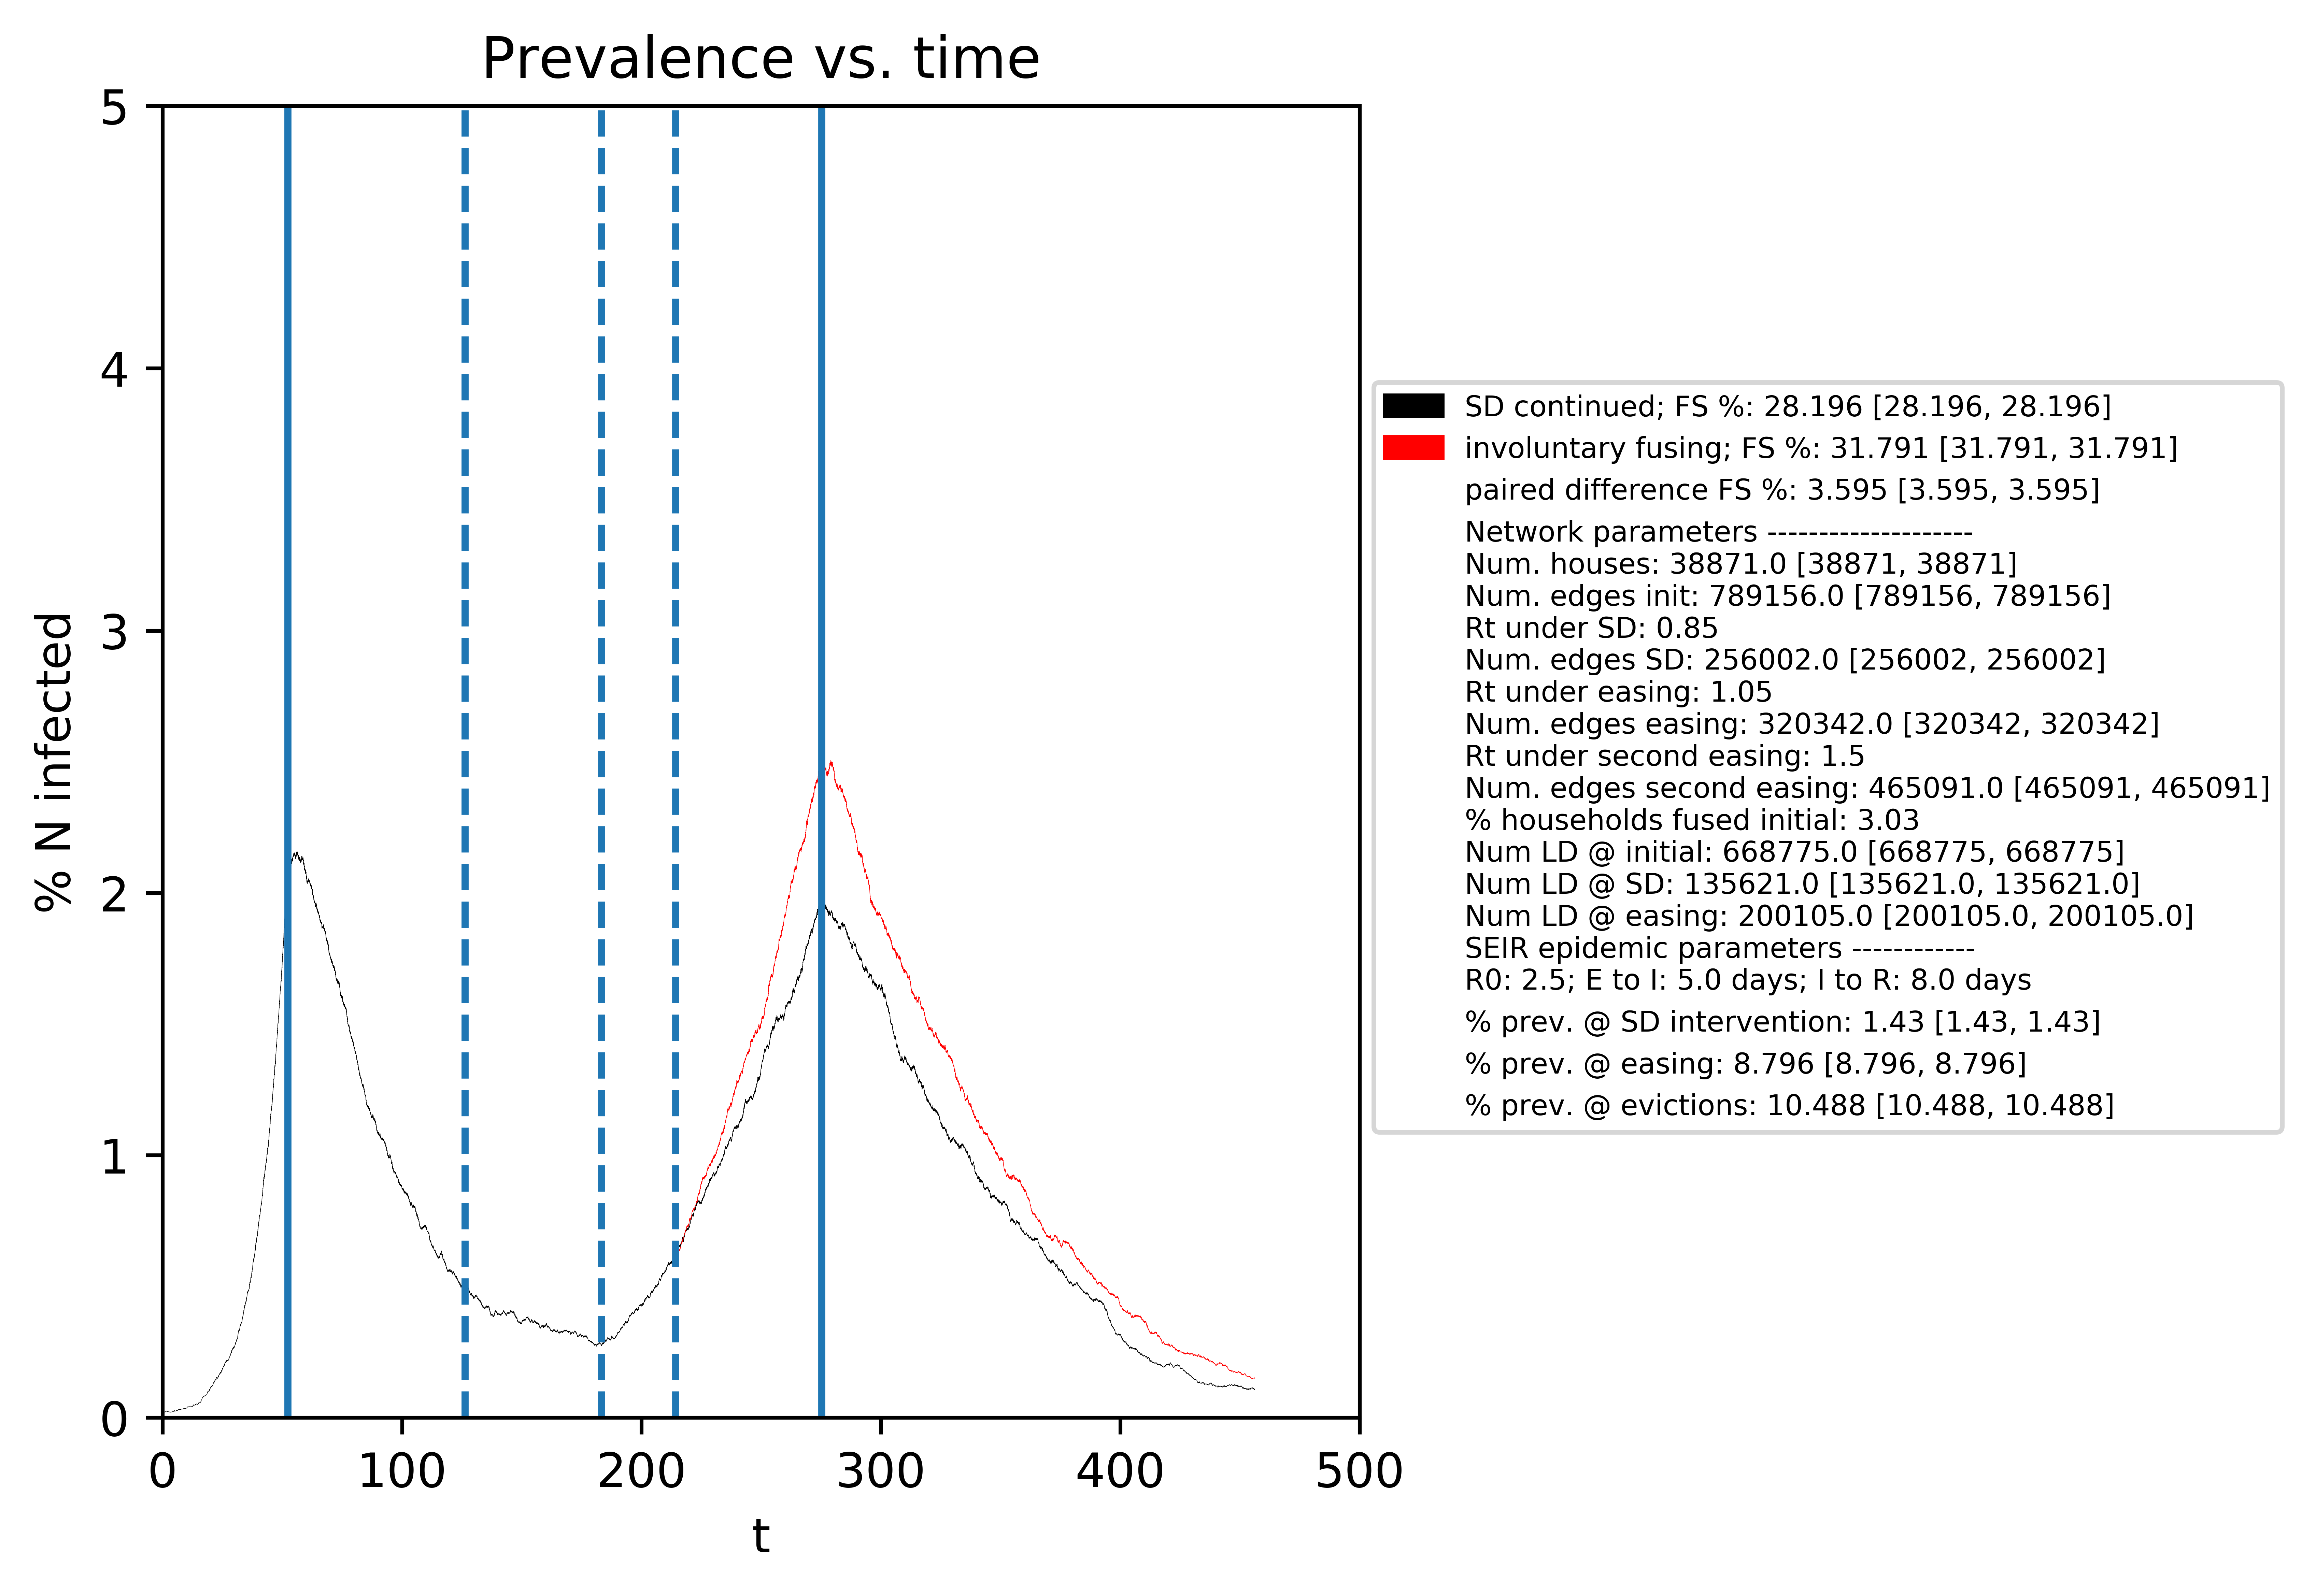 Prevalence vs. time
5
4
3
2
1
0
% N infected
0 100 200 300 400 500
t
SD continued; FS %: 28.196 [28.196, 28.196]
involuntary fusing; FS %: 31.791 [31.791, 31.791]
paired difference FS %: 3.595 [3.595, 3.595]
Network parameters --------------------
Num. houses: 38871.0 [38871, 38871]
Num. edges init: 789156.0 [789156, 789156]
Rt under SD: 0.85
Num. edges SD: 256002.0 [256002, 256002]
Rt under easing: 1.05
Num. edges easing: 320342.0 [320342, 320342]
Rt under second easing: 1.5
Num. edges second easing: 465091.0 [465091, 465091]
% households fused initial: 3.03
Num LD @ initial: 668775.0 [668775, 668775]
Num LD @ SD: 135621.0 [135621.0, 135621.0]
Num LD @ easing: 200105.0 [200105.0, 200105.0]
SEIR epidemic parameters ------------
R0: 2.5; E to I: 5.0 days; I to R: 8.0 days
% prev. @ SD intervention: 1.43 [1.43, 1.43]
% prev. @ easing: 8.796 [8.796, 8.796]
% prev. @ evictions: 10.488 [10.488, 10.488]